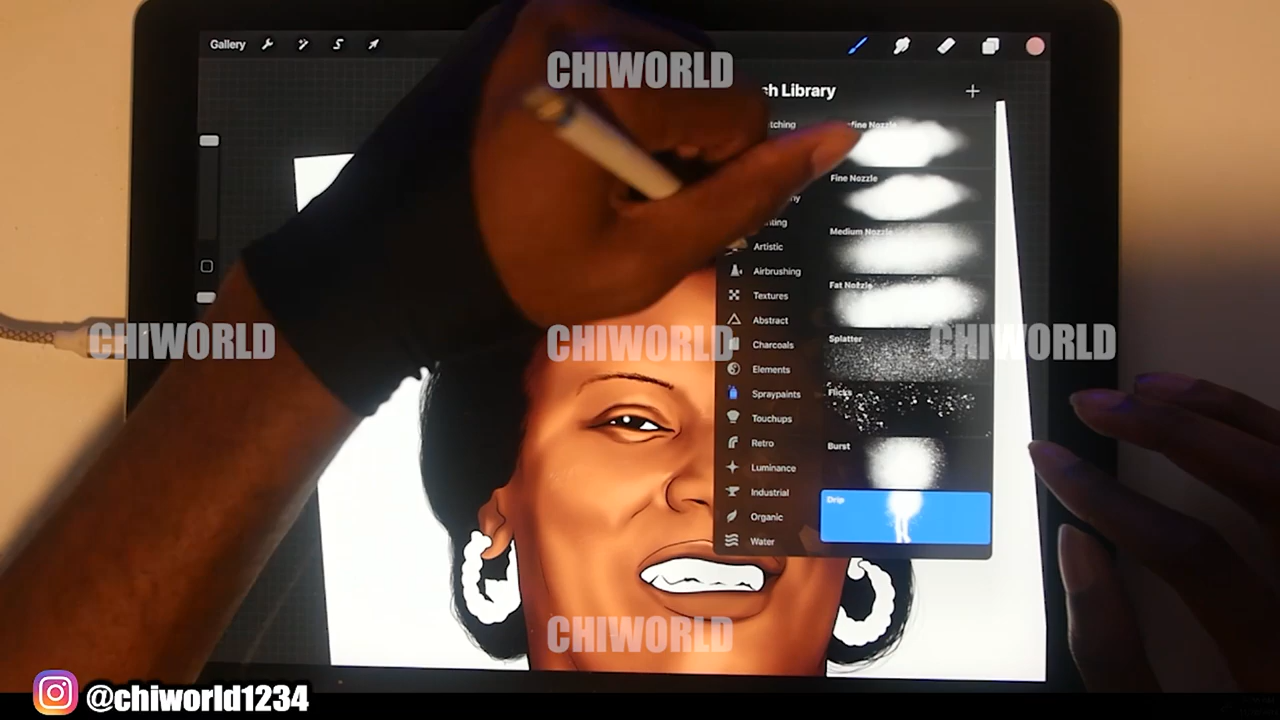 Gallery
CHIWORLD
Library
Fine Nozzle
Medium Nozzle
Artistic
Airbrushing
Fat Nozzle
Textures
Abstract
CHIWORLD
CHIWORLD
CHIWORLD
Splatter
Charcoals
Elements
Flicks
Spraypaints
Touchups
Retro
Burst
Luminance
Industrial
Drip
Organic
Water
CHIWORLD
@chiworld1234